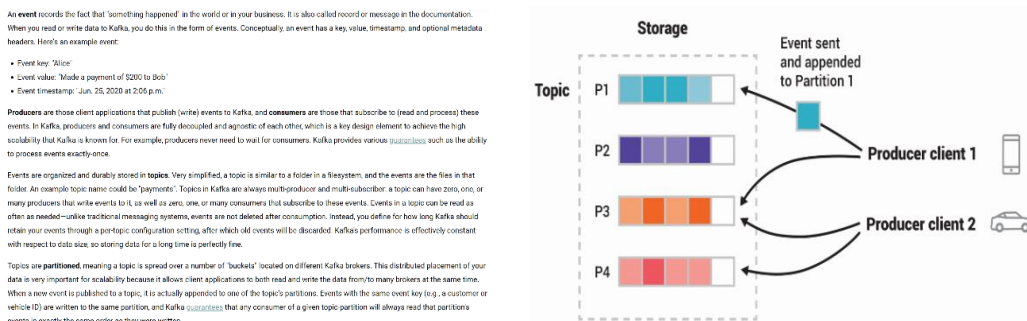 An event records the fact that "something happened" in the world or in your business. It is also called record or message in the documentation.
When you read or write data to Kafka, you do this in the form of events. Conceptually, an event has a key, value, timestamp, and optional metadata
headers. Here's an example event:
• Event key: "Alice"
• Event value: "Made a payment of $200 to Bob"
• Event timestamp: "Jun. 25, 2020 at 2:06 p.m."
Producers are those client applications that publish (write) events to Kafka, and consumers are those that subscribe to (read and process) these
events. In Kafka, producers and consumers are fully decoupled and agnostic of each other, which is a key design element to achieve the high
scalability that Kafka is known for. For example, producers never need to wait for consumers. Kafka provides various guarantees such as the ability
to process events exactly-once.
Events are organized and durably stored in topics. Very simplified, a topic is similar to a folder in a filesystem, and the events are the files in that
folder. An example topic name could be "payments". Topics in Kafka are always multi-producer and multi-subscriber: a topic can have zero, one, or
many producers that write events to it, as well as zero, one, or many consumers that subscribe to these events. Events in a topic can be read as
often as needed—unlike traditional messaging systems, events are not deleted after consumption. Instead, you define for how long Kafka should
retain your events through a per-topic configuration setting, after which old events will be discarded. Kafka's performance is effectively constant
with respect to data size, so storing data for a long time is perfectly fine.
Topics are partitioned, meaning a topic is spread over a number of "buckets" located on different Kafka brokers. This distributed placement of your
data is very important for scalability because it allows client applications to both read and write the data from/to many brokers at the same time.
When a new event is published to a topic, it is actually appended to one of the topic's partitions. Events with the same event key (e.g., a customer or
vehicle ID) are written to the same partition, and Kafka guarantees that any consumer of a given topic-partition will always read that partition's
events in exactly the same order as they were written.
Storage
Event sent
and appended
to Partition 1
Topic
P1
P2
Producer client 1
P3
Producer client 2
P4